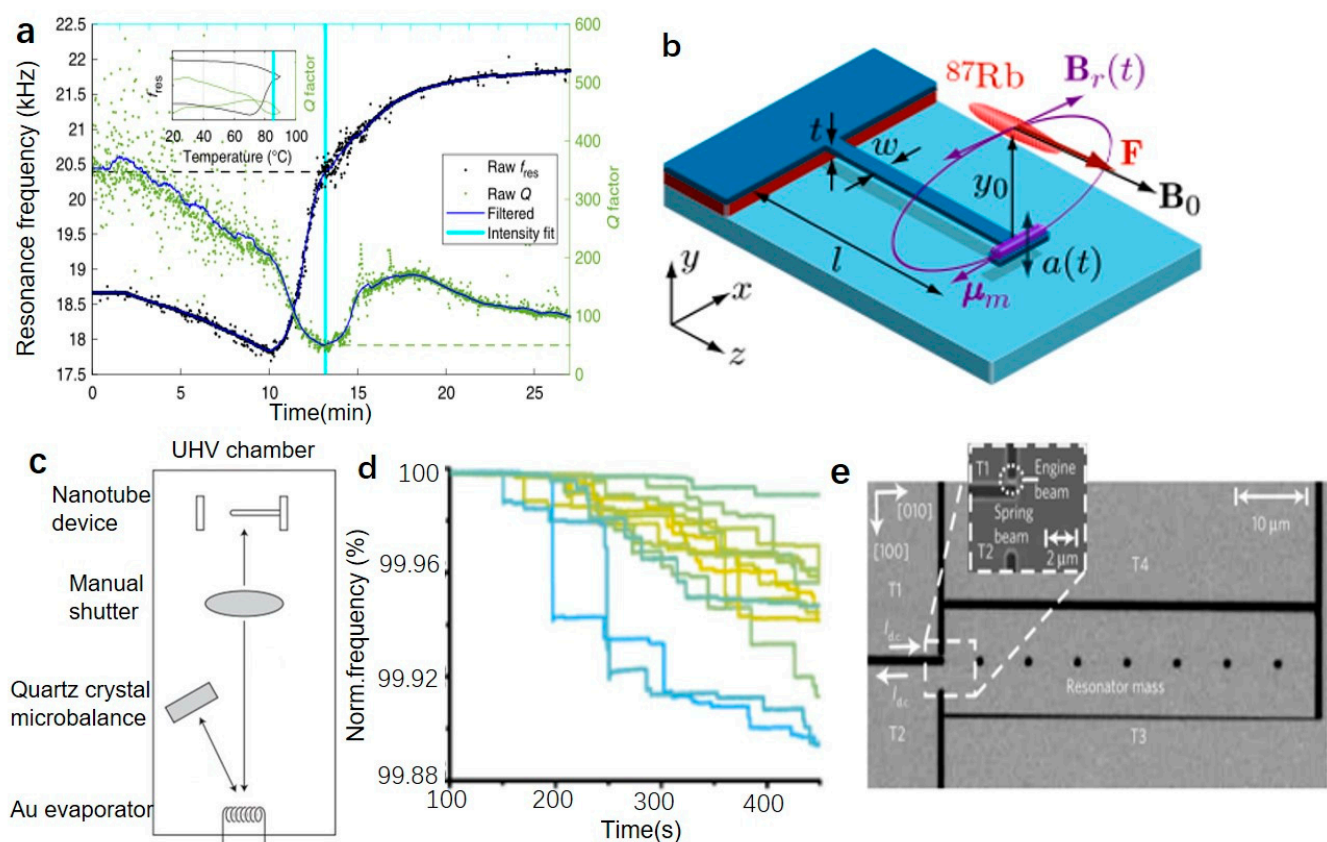 a
22.5
22
21.5
21
20.5
20
19.5
19
18.5
18
17.5
Resonance frequency (kHz)
600
500
400
300
200
100
0
Q factor
0 5 10 15 20 25
Time(min)
f_res
Q factor
20 40 60 80 100
Temperature (°C)
Raw f_res
Raw Q
Filtered
Intensity fit
b
⁸⁷Rb
B_r(t)
t
w
F
y₀
B₀
l
a(t)
μ_m
y
x
z
c
UHV chamber
Nanotube
device
Manual
shutter
Quartz crystal
microbalance
Au evaporator
d
100
99.96
99.92
99.88
Norm.frequency (%)
100 200 300 400
Time(s)
e
T1
Engine
beam
Spring
beam
T2
2 μm
[010]
[100]
10 μm
T1
T4
I_d.c.
Resonator mass
I_d.c.
T2
T3